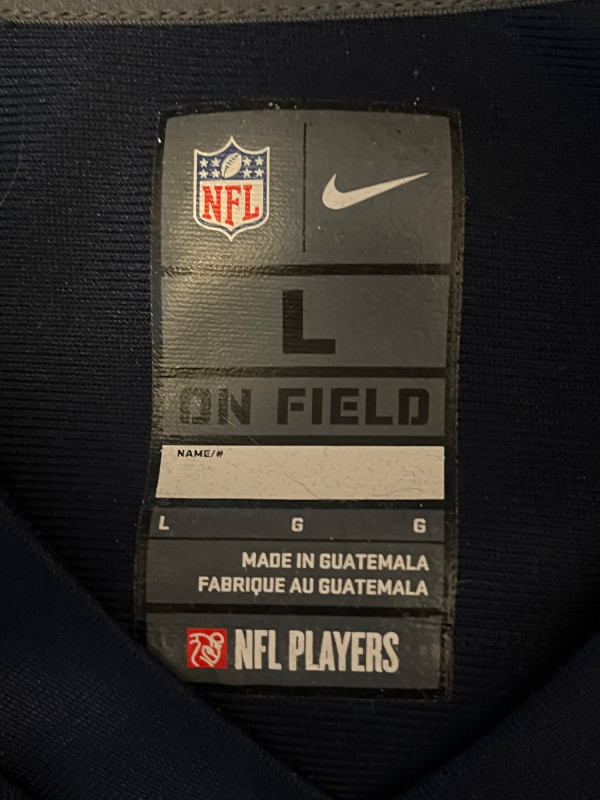 NFL
L
ON FIELD
NAME/#
L G G
MADE IN GUATEMALA
FABRIQUE AU GUATEMALA
NFL PLAYERS